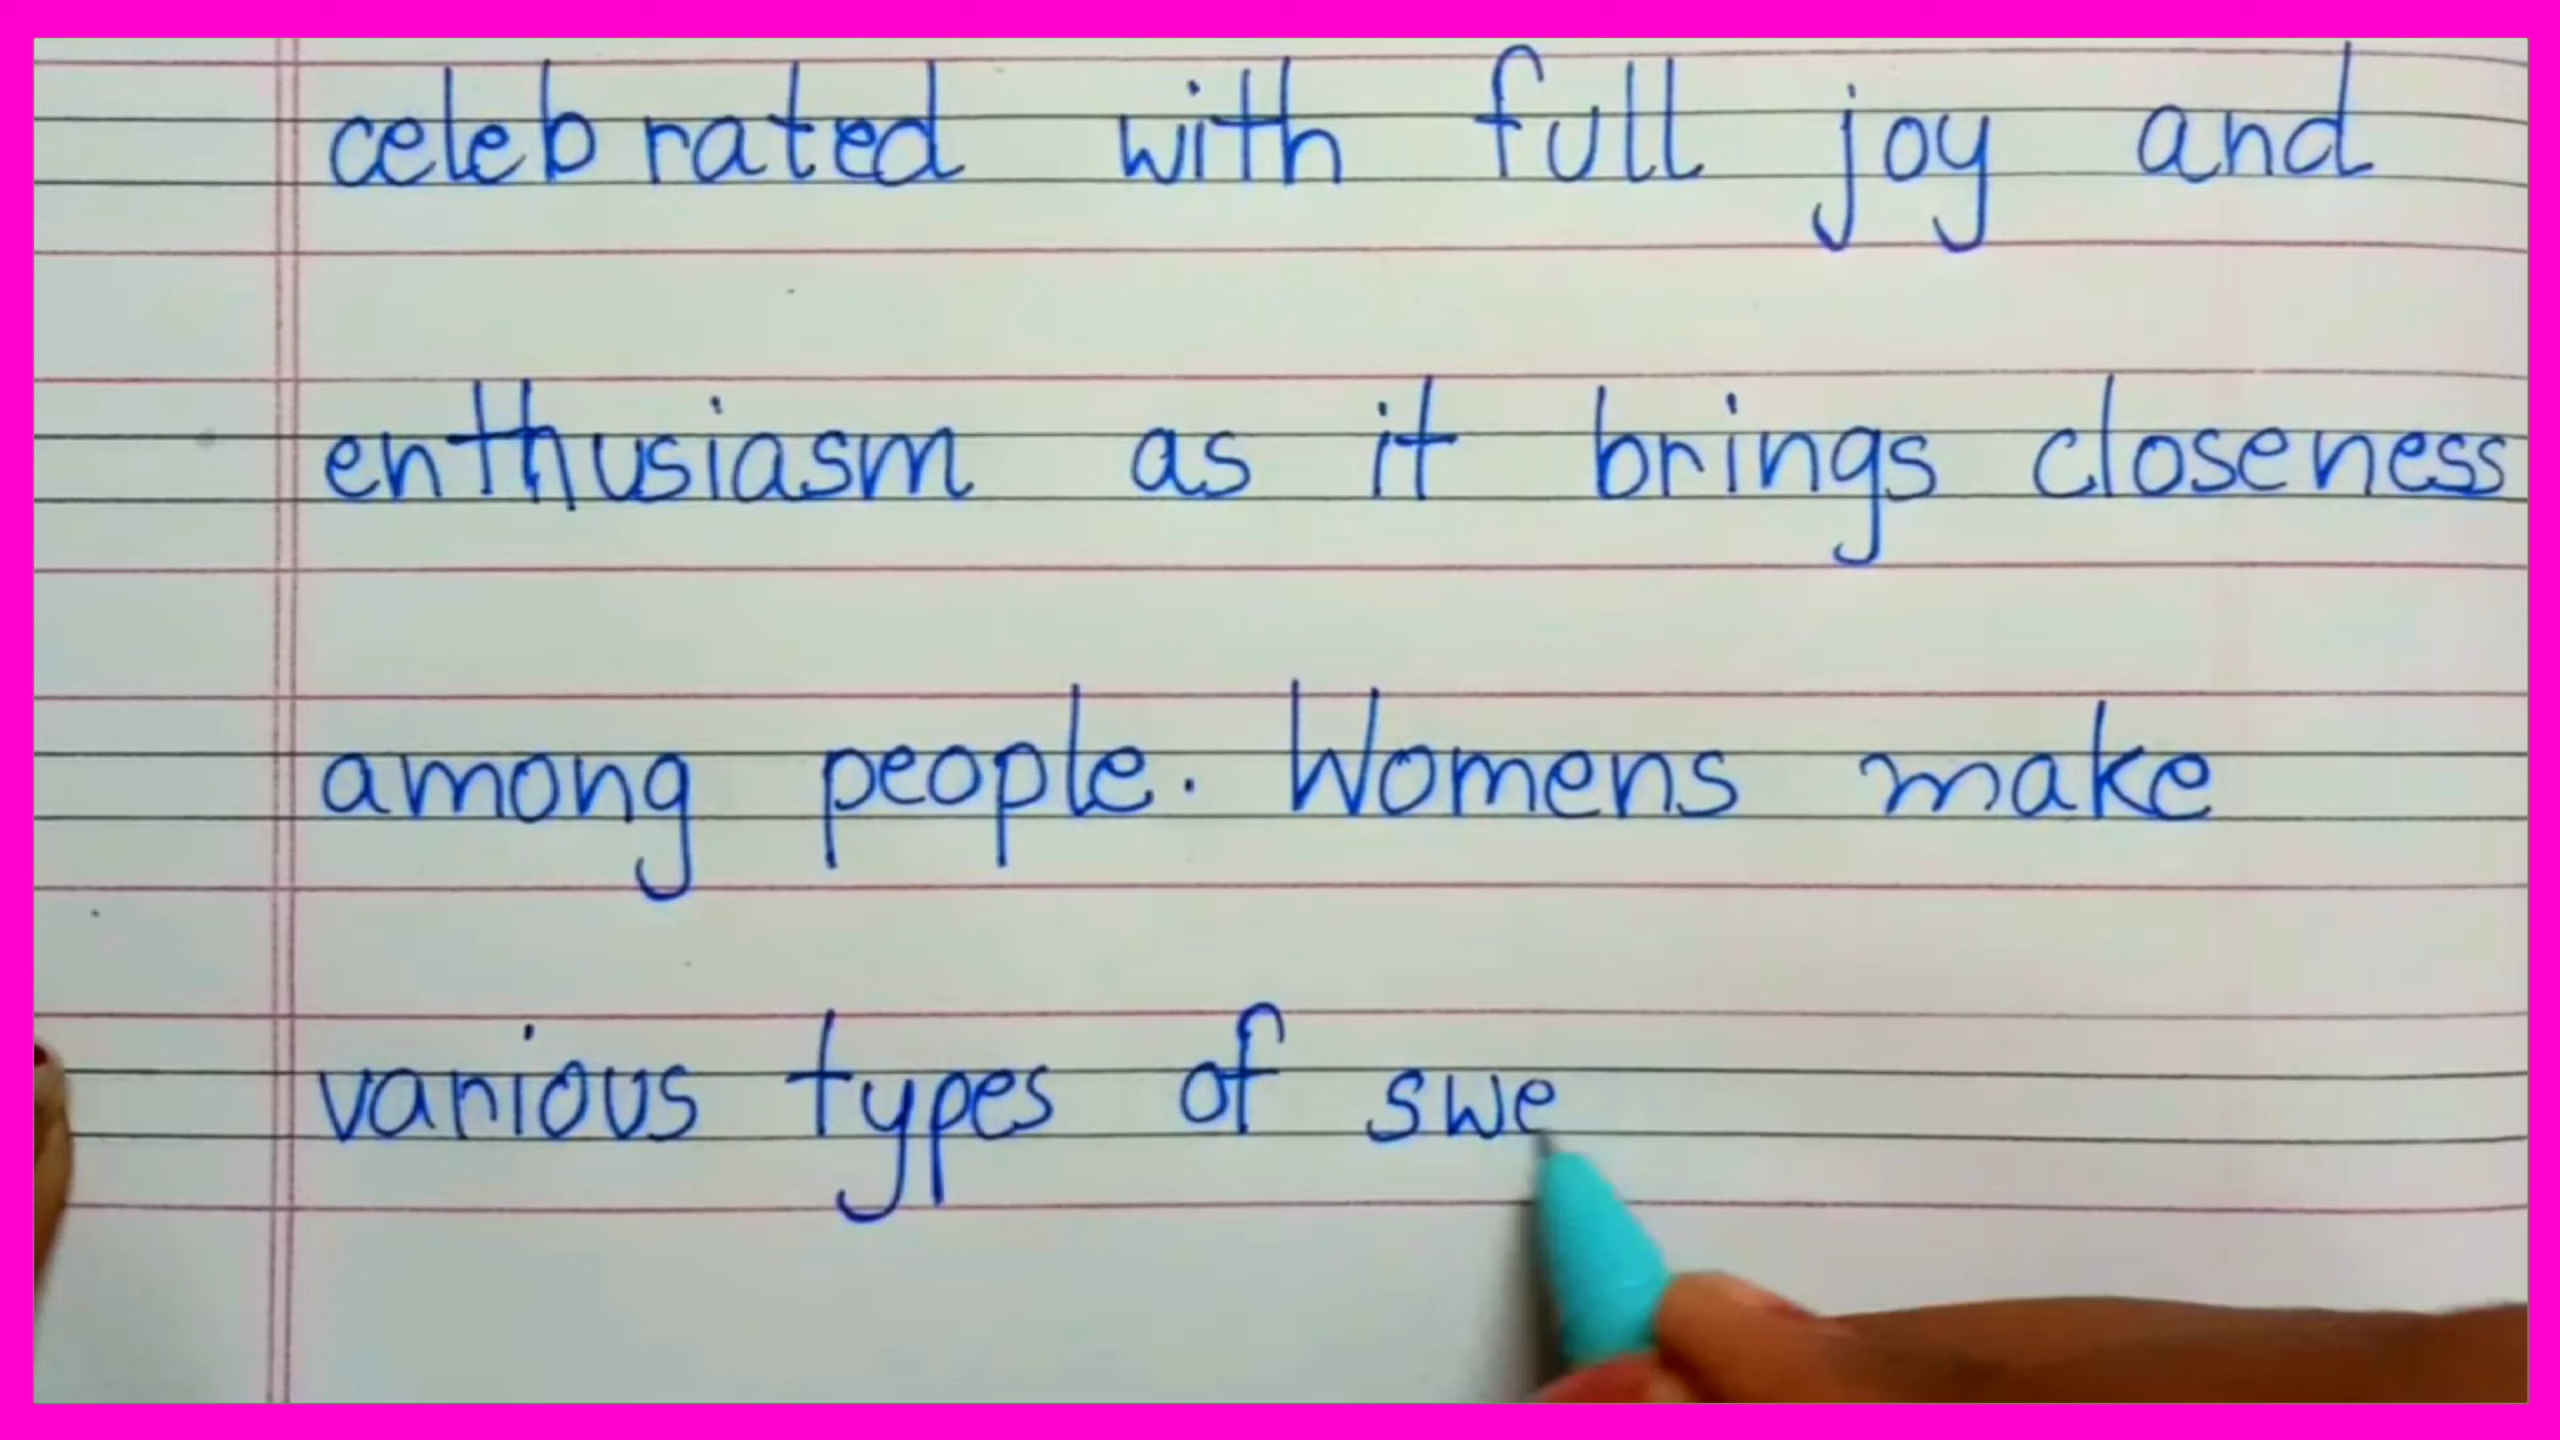 celebrated with full joy and
enthusiasm as it brings closeness
among people. Womens make
various types of swe